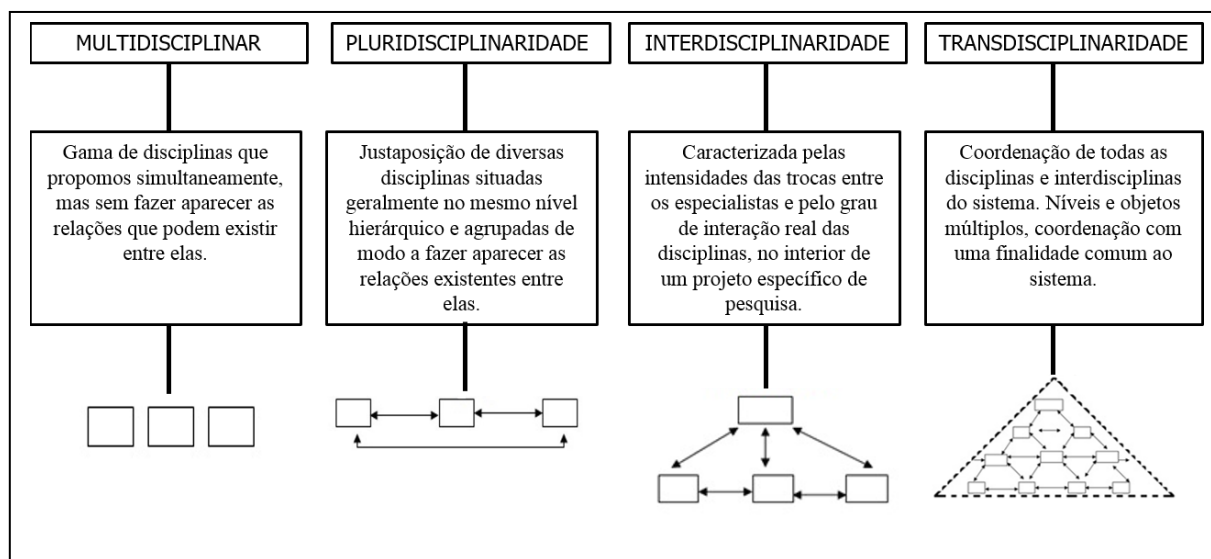 MULTIDISCIPLINAR
Gama de disciplinas que
propomos simultaneamente,
mas sem fazer aparecer as
relações que podem existir
entre elas.
PLURIDISCIPLINARIDADE
Justaposição de diversas
disciplinas situadas
geralmente no mesmo nível
hierárquico e agrupadas de
modo a fazer aparecer as
relações existentes entre
elas.
INTERDISCIPLINARIDADE
Caracterizada pelas
intensidades das trocas entre
os especialistas e pelo grau
de interação real das
disciplinas, no interior de
um projeto específico de
pesquisa.
TRANSDISCIPLINARIDADE
Coordenação de todas as
disciplinas e interdisciplinas
do sistema. Níveis e objetos
múltiplos, coordenação com
uma finalidade comum ao
sistema.